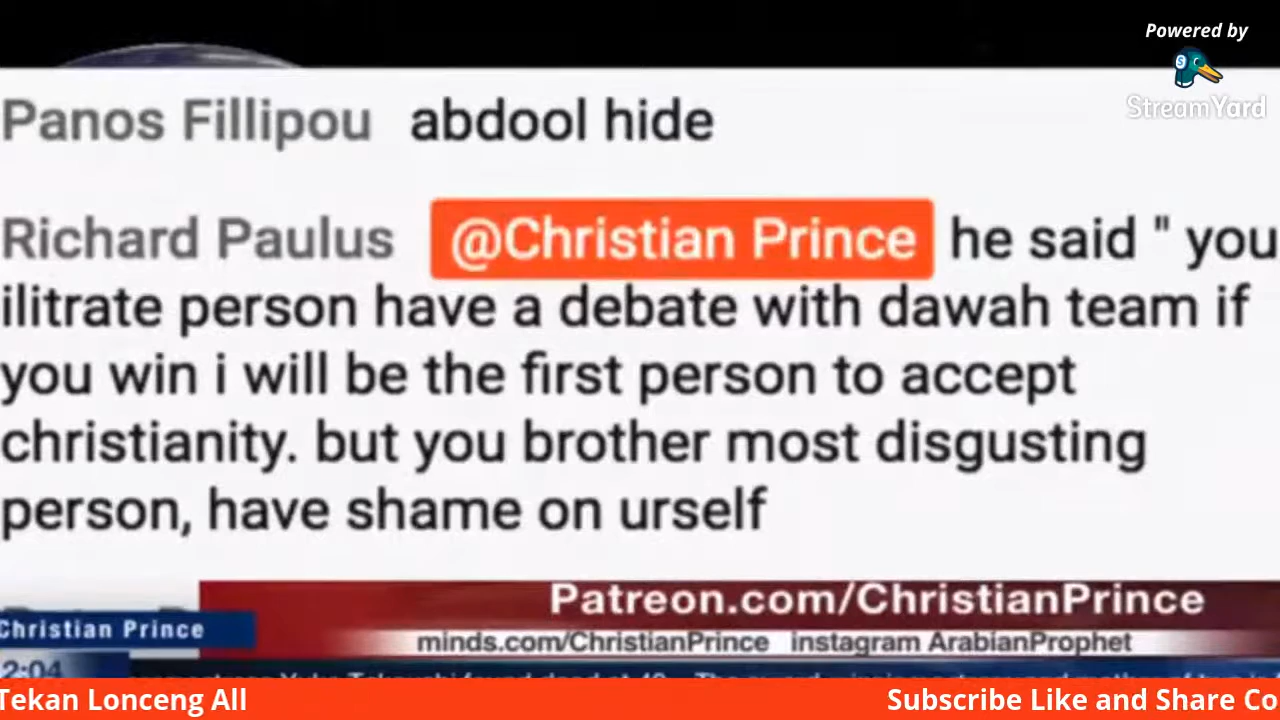 Powered by
StreamYard
Panos Fillipou abdool hide
Richard Paulus @Christian Prince he said " you
ilitrate person have a debate with dawah team if
you win i will be the first person to accept
christianity. but you brother most disgusting
person, have shame on urself
Patreon.com/ChristianPrince
Christian Prince
minds.com/ChristianPrince instagram ArabianProphet
2:04
Tekan Lonceng All
Subscribe Like and Share Co